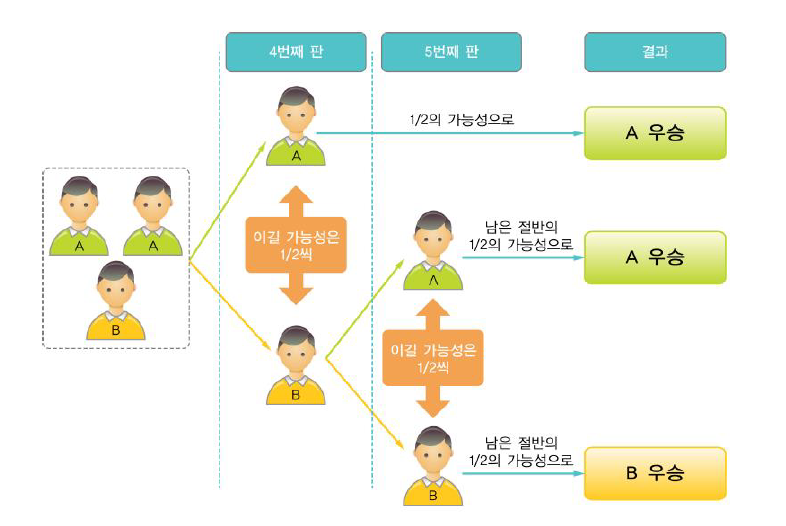 4번째 판
5번째 판
결과
A
1/2의 가능성으로
A 우승
A
A
B
이길 가능성은
1/2씩
A
남은 절반의
1/2의 가능성으로
A 우승
B
이길 가능성은
1/2씩
B
남은 절반의
1/2의 가능성으로
B 우승